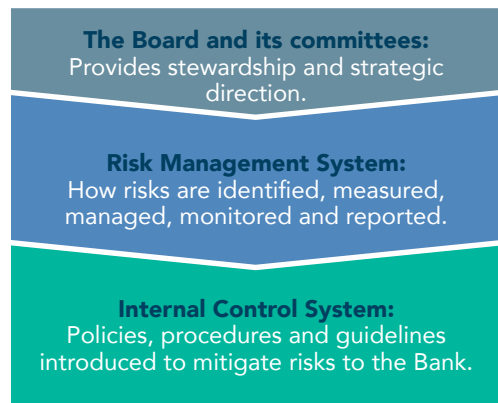 The Board and its committees:
Provides stewardship and strategic
direction.
Risk Management System:
How risks are identified, measured,
managed, monitored and reported.
Internal Control System:
Policies, procedures and guidelines
introduced to mitigate risks to the Bank.